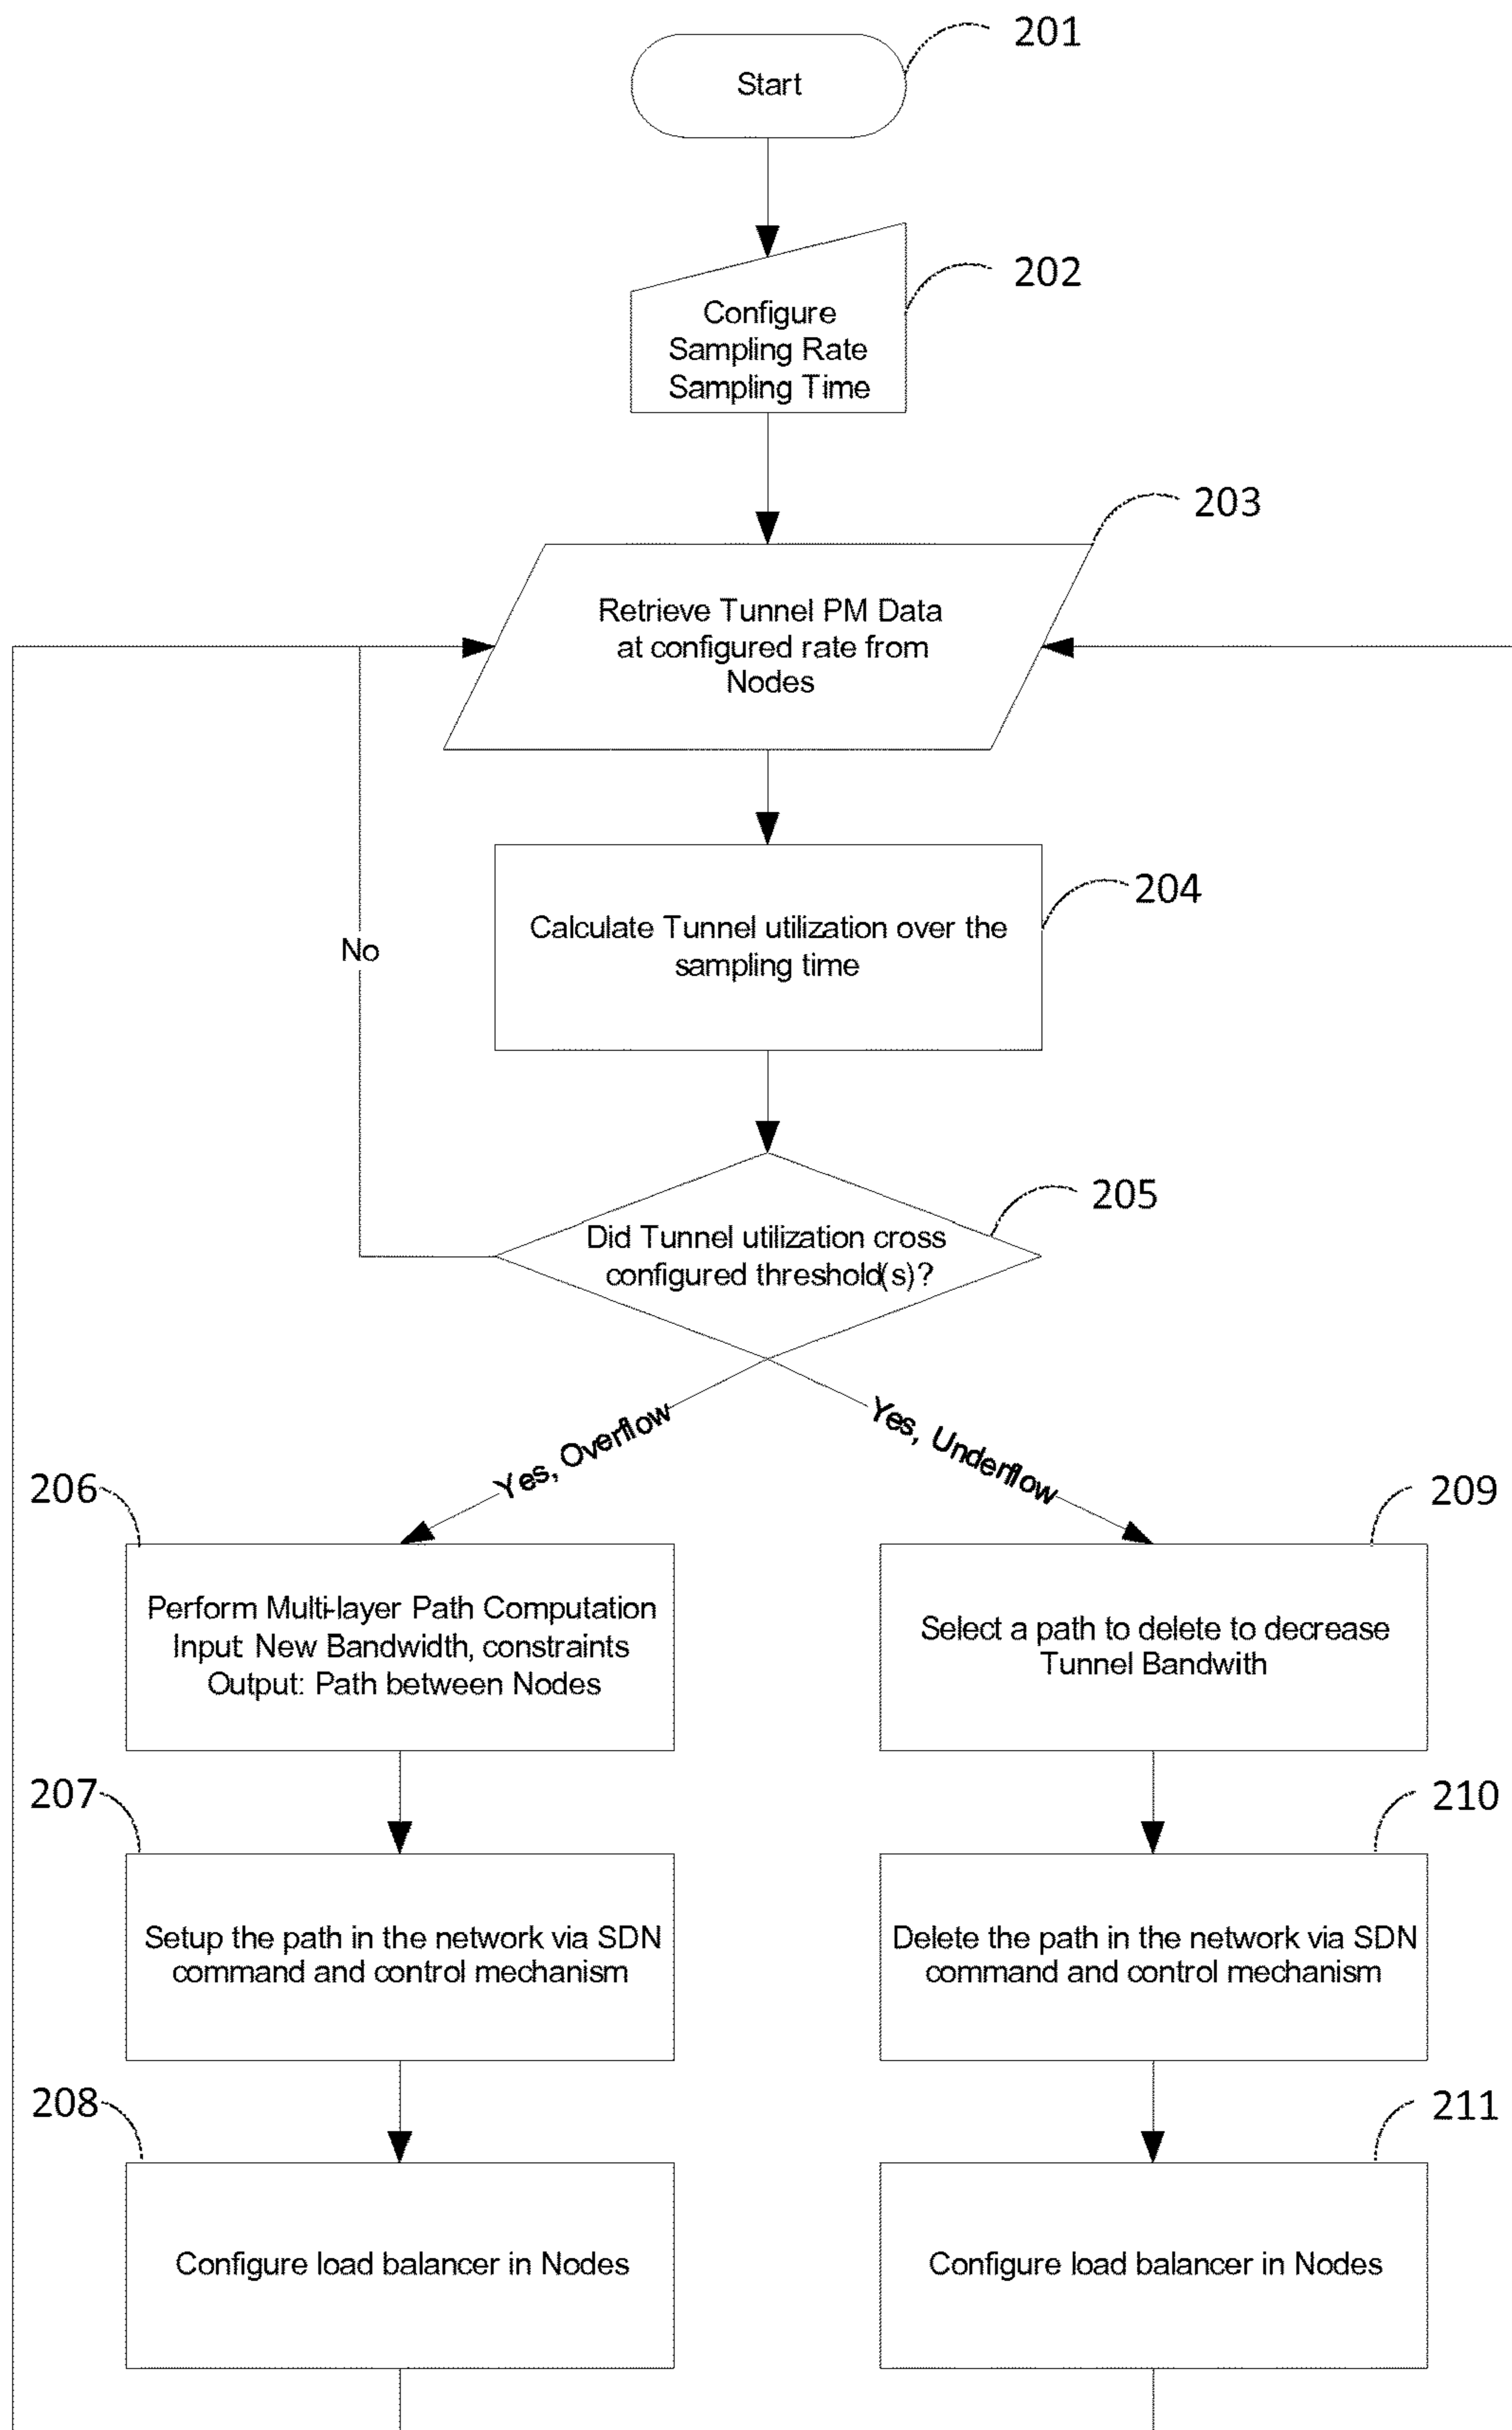 201
Start
202
Configure
Sampling Rate
Sampling Time
203
Retrieve Tunnel PM Data
at configured rate from
Nodes
204
Calculate Tunnel utilization over the
sampling time
No
205
Did Tunnel utilization cross
configured threshold(s)?
Yes, Overflow
Yes, Underflow
206
Perform Multi-layer Path Computation
Input: New Bandwidth, constraints
Output: Path between Nodes
209
Select a path to delete to decrease
Tunnel Bandwith
207
Setup the path in the network via SDN
command and control mechanism
210
Delete the path in the network via SDN
command and control mechanism
208
Configure load balancer in Nodes
211
Configure load balancer in Nodes